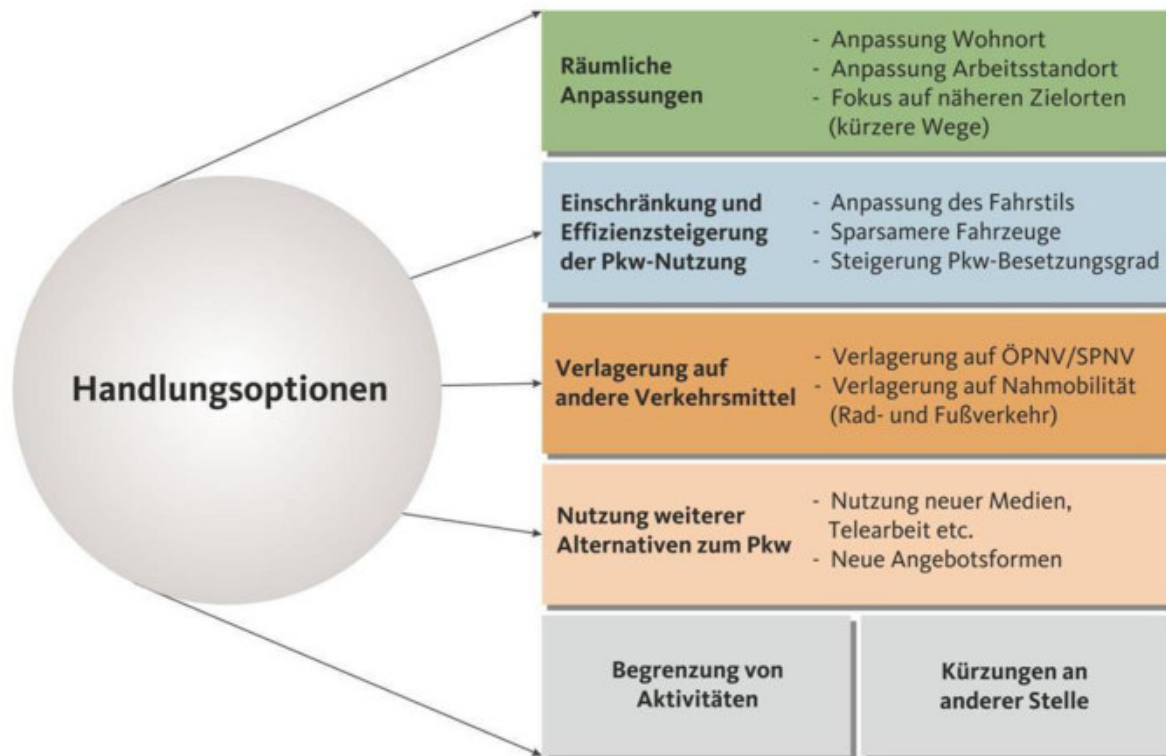 Handlungsoptionen
Räumliche
Anpassungen
- Anpassung Wohnort
- Anpassung Arbeitsstandort
- Fokus auf näheren Zielorten
(kürzere Wege)
Einschränkung und
Effizienzsteigerung
der Pkw-Nutzung
- Anpassung des Fahrstils
- Sparsamere Fahrzeuge
- Steigerung Pkw-Besetzungsgrad
Verlagerung auf
andere Verkehrsmittel
- Verlagerung auf ÖPNV/SPNV
- Verlagerung auf Nahmobilität
(Rad- und Fußverkehr)
Nutzung weiterer
Alternativen zum Pkw
- Nutzung neuer Medien,
Telearbeit etc.
- Neue Angebotsformen
Begrenzung von
Aktivitäten
Kürzungen an
anderer Stelle